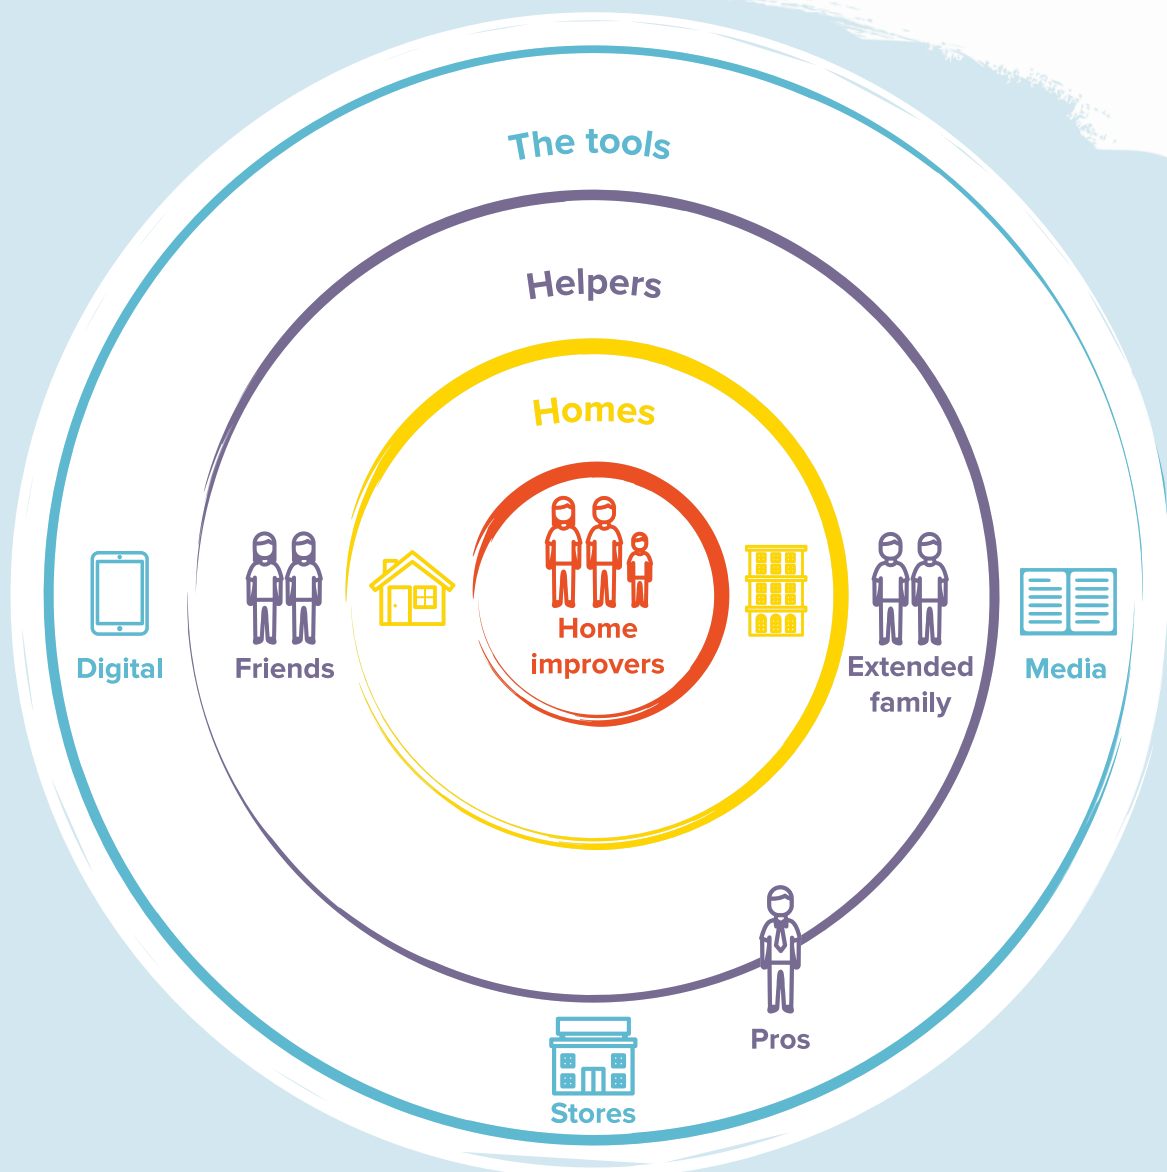 The tools
Helpers
Homes
Home
improvers
Digital
Friends
Extended
family
Media
Pros
Stores